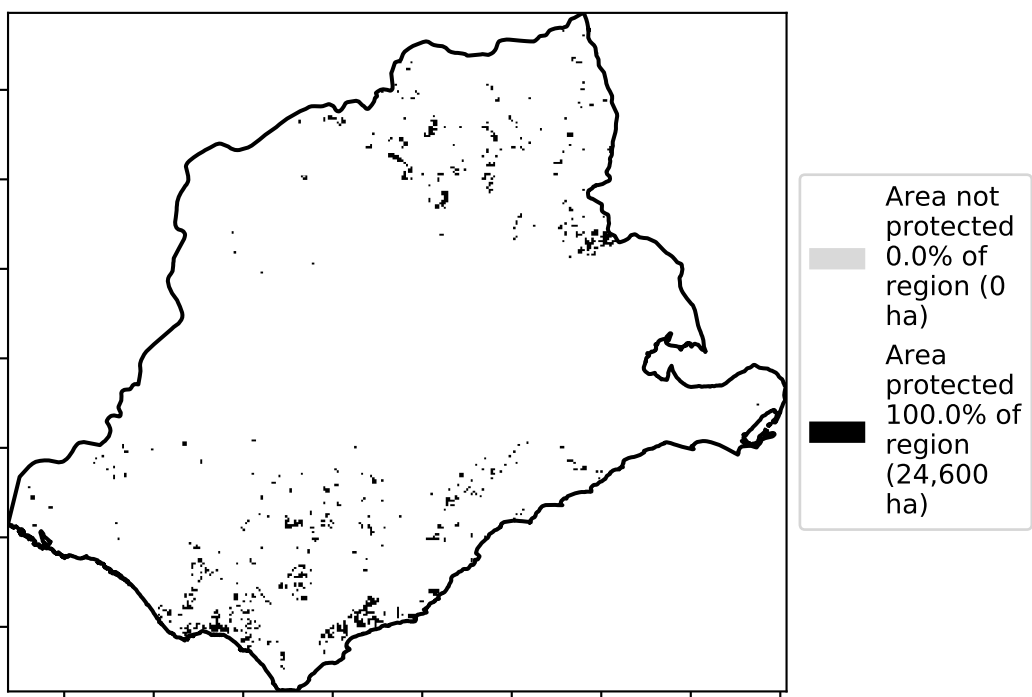 Area not
protected
0.0% of
region (0
ha)
Area
protected
100.0% of
region
(24,600
ha)